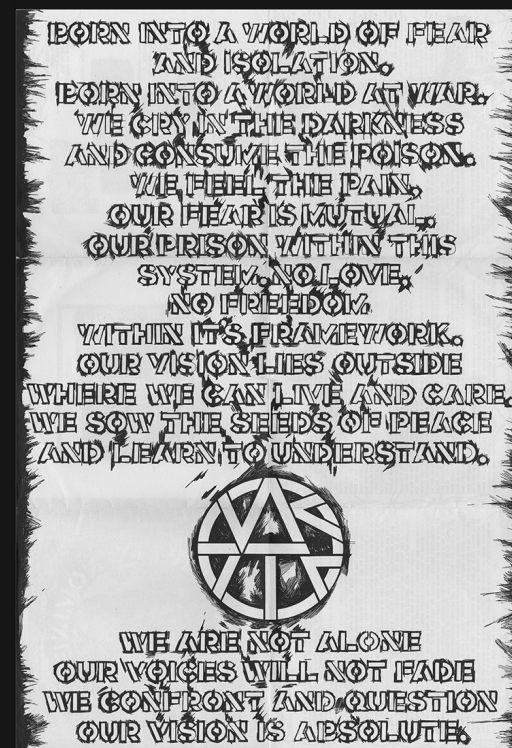 BORN INTO A WORLD OF FEAR
AND ISOLATION.
BORN INTO A WORLD AT WAR.
WE CRY IN THE DARKNESS
AND CONSUME THE POISON.
WE FEEL THE PAIN,
OUR FEAR IS MUTUAL,
OUR PRISON WITHIN THIS
SYSTEM. NO LOVE,
NO FREEDOM
WITHIN IT'S FRAMEWORK.
OUR VISION LIES OUTSIDE
WHERE WE CAN LIVE AND CARE.
WE SOW THE SEEDS OF PEACE
AND LEARN TO UNDERSTAND.
WE ARE NOT ALONE
OUR VOICES WILL NOT FADE
WE CONFRONT AND QUESTION
OUR VISION IS ABSOLUTE.